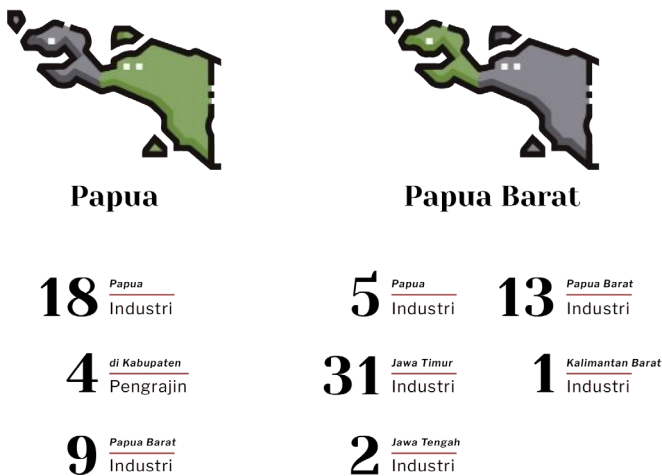 Papua
18 Papua
Industri
4 di Kabupaten
Pengrajin
9 Papua Barat
Industri
Papua Barat
5 Papua
Industri
13 Papua Barat
Industri
31 Jawa Timur
Industri
1 Kalimantan Barat
Industri
2 Jawa Tengah
Industri